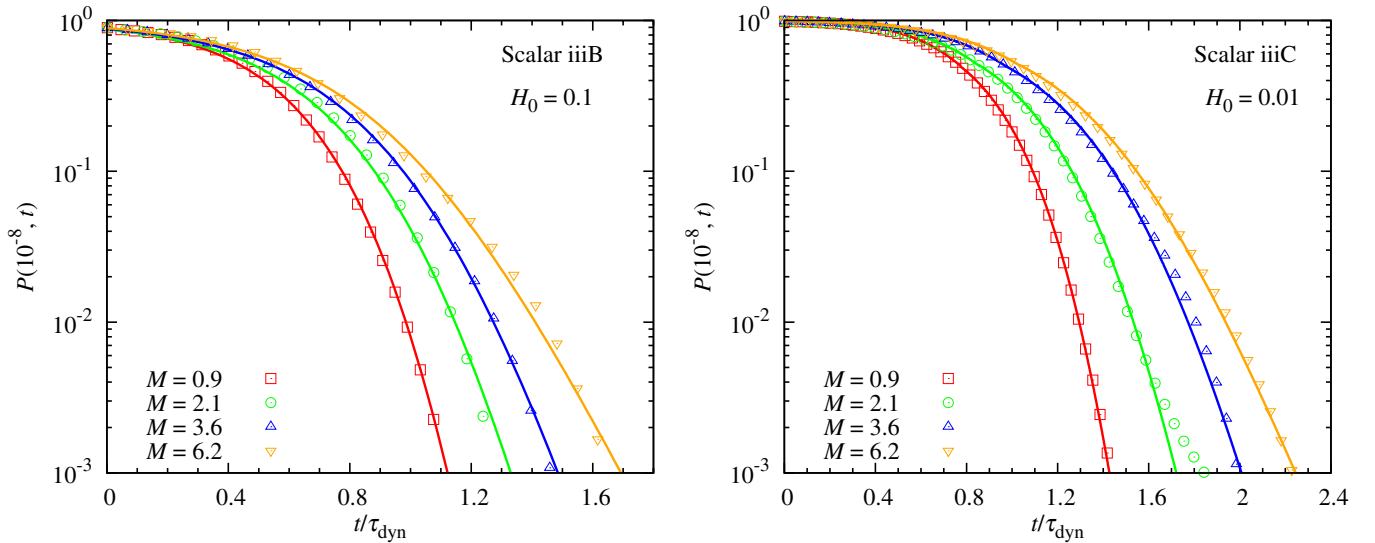 10^0
10^-1
10^-2
10^-3
P(10^-8, t)
Scalar iiiB
H_0 = 0.1
M = 0.9
M = 2.1
M = 3.6
M = 6.2
0 0.4 0.8 1.2 1.6
t/τ_dyn
10^0
10^-1
10^-2
10^-3
P(10^-8, t)
Scalar iiiC
H_0 = 0.01
M = 0.9
M = 2.1
M = 3.6
M = 6.2
0 0.4 0.8 1.2 1.6 2 2.4
t/τ_dyn